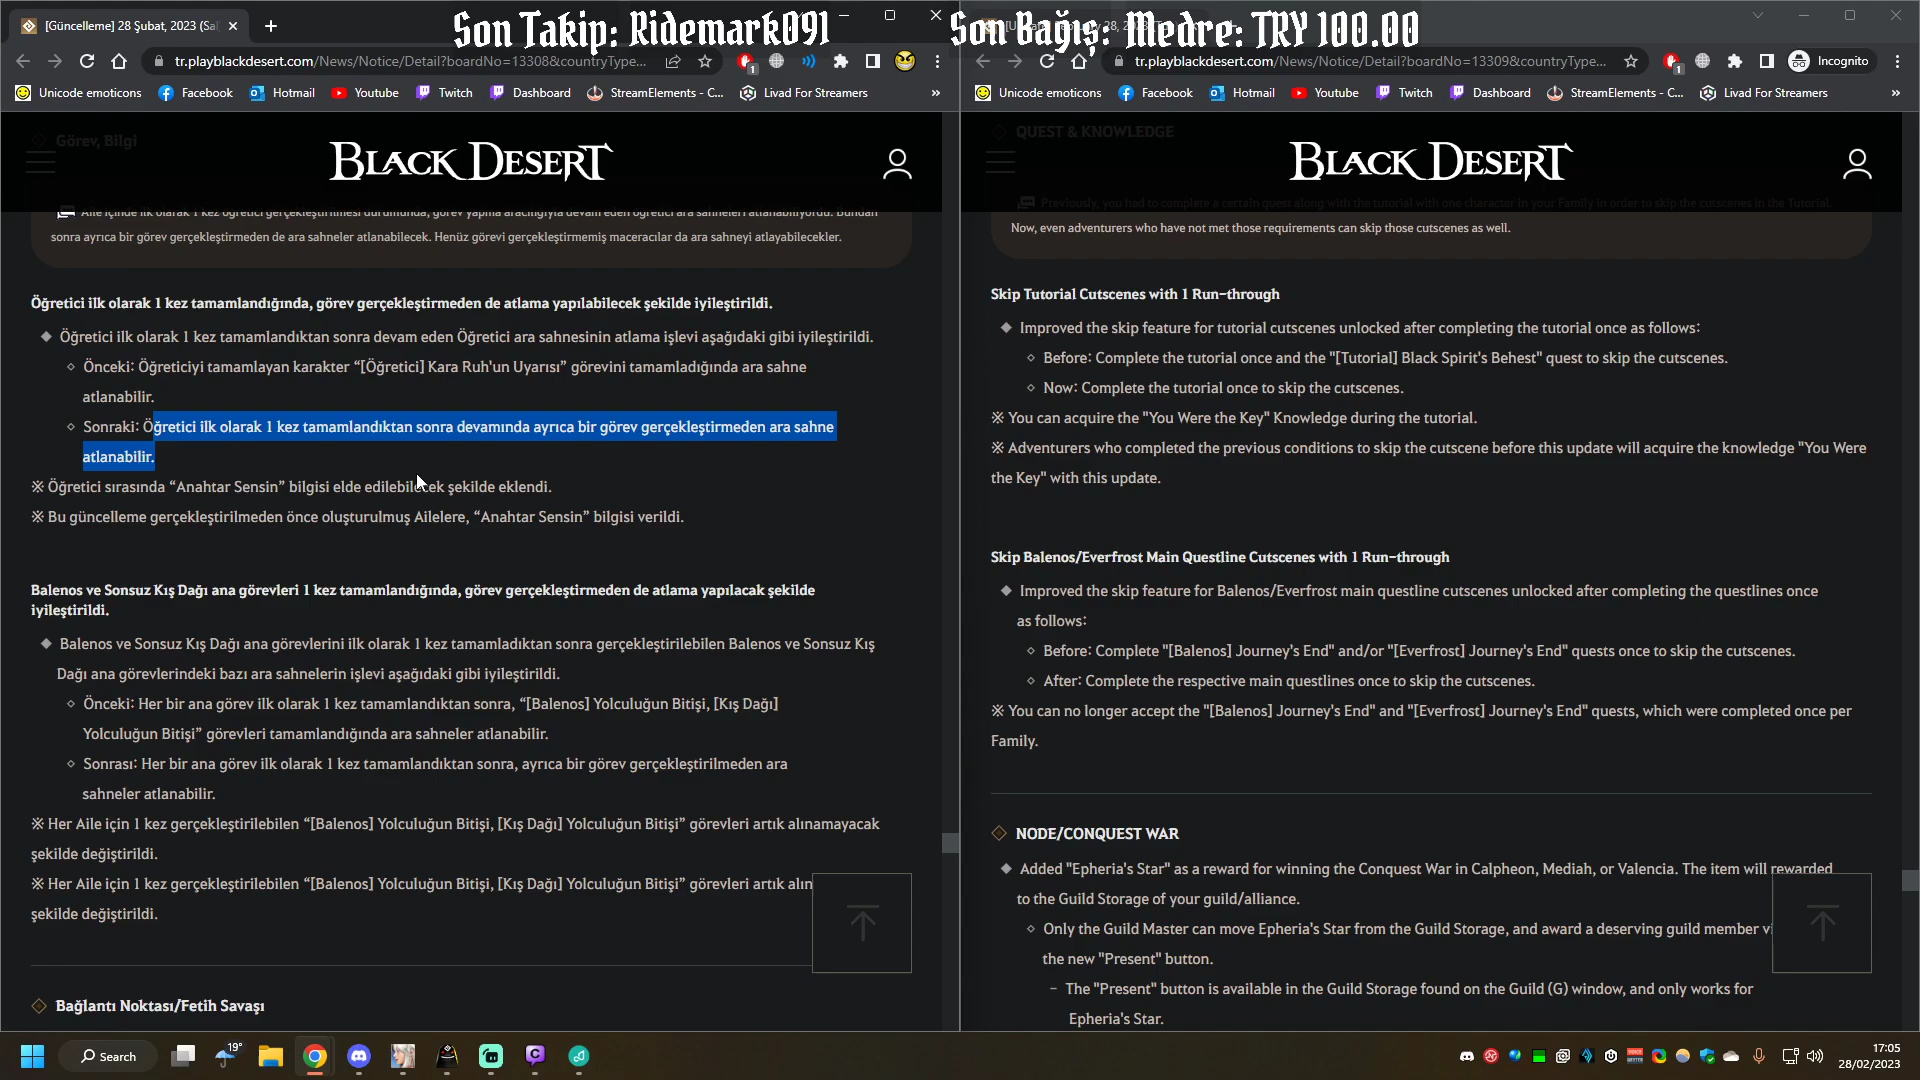 Son Takip: Ridemark091
Son Bağış: Medre: TRY 100.00
[Güncelleme] 28 Şubat, 2023 (Sal
tr.playblackdesert.com/News/Notice/Detail?boardNo=13308&countryType...
Unicode emoticons
Facebook
Hotmail
Youtube
Twitch
Dashboard
StreamElements - C...
Livad For Streamers
»
Görev, Bilgi
BLACK DESERT
Aile içinde ilk olarak 1 kez öğretici gerçekleştirilmesi durumunda, görev yapma aracılığıyla devam eden öğretici ara sahneleri atlanabiliyordu. Bundan
sonra ayrıca bir görev gerçekleştirmeden de ara sahneler atlanabilecek. Henüz görevi gerçekleştirmemiş maceracılar da ara sahneyi atlayabilecekler.
Öğretici ilk olarak 1 kez tamamlandığında, görev gerçekleştirmeden de atlama yapılabilecek şekilde iyileştirildi.
◆ Öğretici ilk olarak 1 kez tamamlandıktan sonra devam eden Öğretici ara sahnesinin atlama işlevi aşağıdaki gibi iyileştirildi.
◇ Önceki: Öğreticiyi tamamlayan karakter “[Öğretici] Kara Ruh'un Uyarısı” görevini tamamladığında ara sahne
atlanabilir.
◇ Sonraki: Öğretici ilk olarak 1 kez tamamlandıktan sonra devamında ayrıca bir görev gerçekleştirmeden ara sahne
atlanabilir.
※ Öğretici sırasında “Anahtar Sensin” bilgisi elde edilebilecek şekilde eklendi.
※ Bu güncelleme gerçekleştirilmeden önce oluşturulmuş Ailelere, “Anahtar Sensin” bilgisi verildi.
Balenos ve Sonsuz Kış Dağı ana görevleri 1 kez tamamlandığında, görev gerçekleştirmeden de atlama yapılacak şekilde
iyileştirildi.
◆ Balenos ve Sonsuz Kış Dağı ana görevlerini ilk olarak 1 kez tamamladıktan sonra gerçekleştirilebilen Balenos ve Sonsuz Kış
Dağı ana görevlerindeki bazı ara sahnelerin işlevi aşağıdaki gibi iyileştirildi.
◇ Önceki: Her bir ana görev ilk olarak 1 kez tamamlandıktan sonra, “[Balenos] Yolculuğun Bitişi, [Kış Dağı]
Yolculuğun Bitişi” görevleri tamamlandığında ara sahneler atlanabilir.
◇ Sonrası: Her bir ana görev ilk olarak 1 kez tamamlandıktan sonra, ayrıca bir görev gerçekleştirilmeden ara
sahneler atlanabilir.
※ Her Aile için 1 kez gerçekleştirilebilen “[Balenos] Yolculuğun Bitişi, [Kış Dağı] Yolculuğun Bitişi” görevleri artık alınamayacak
şekilde değiştirildi.
※ Her Aile için 1 kez gerçekleştirilebilen “[Balenos] Yolculuğun Bitişi, [Kış Dağı] Yolculuğun Bitişi” görevleri artık alın
şekilde değiştirildi.
Bağlantı Noktası/Fetih Savaşı
tr.playblackdesert.com/News/Notice/Detail?boardNo=13309&countryType...
Incognito
Unicode emoticons
Facebook
Hotmail
Youtube
Twitch
Dashboard
StreamElements - C...
Livad For Streamers
»
QUEST & KNOWLEDGE
BLACK DESERT
Previously, you had to complete a certain quest along with the tutorial with one character in your Family in order to skip the cutscenes in the Tutorial.
Now, even adventurers who have not met those requirements can skip those cutscenes as well.
Skip Tutorial Cutscenes with 1 Run-through
◆ Improved the skip feature for tutorial cutscenes unlocked after completing the tutorial once as follows:
◇ Before: Complete the tutorial once and the "[Tutorial] Black Spirit's Behest" quest to skip the cutscenes.
◇ Now: Complete the tutorial once to skip the cutscenes.
※ You can acquire the "You Were the Key" Knowledge during the tutorial.
※ Adventurers who completed the previous conditions to skip the cutscene before this update will acquire the knowledge "You Were
the Key" with this update.
Skip Balenos/Everfrost Main Questline Cutscenes with 1 Run-through
◆ Improved the skip feature for Balenos/Everfrost main questline cutscenes unlocked after completing the questlines once
as follows:
◇ Before: Complete "[Balenos] Journey's End" and/or "[Everfrost] Journey's End" quests once to skip the cutscenes.
◇ After: Complete the respective main questlines once to skip the cutscenes.
※ You can no longer accept the "[Balenos] Journey's End" and "[Everfrost] Journey's End" quests, which were completed once per
Family.
NODE/CONQUEST WAR
◆ Added "Epheria's Star" as a reward for winning the Conquest War in Calpheon, Mediah, or Valencia. The item will rewarded
to the Guild Storage of your guild/alliance.
◇ Only the Guild Master can move Epheria's Star from the Guild Storage, and award a deserving guild member vi
the new "Present" button.
– The "Present" button is available in the Guild Storage found on the Guild (G) window, and only works for
Epheria's Star.
Search
19°
17:05
28/02/2023